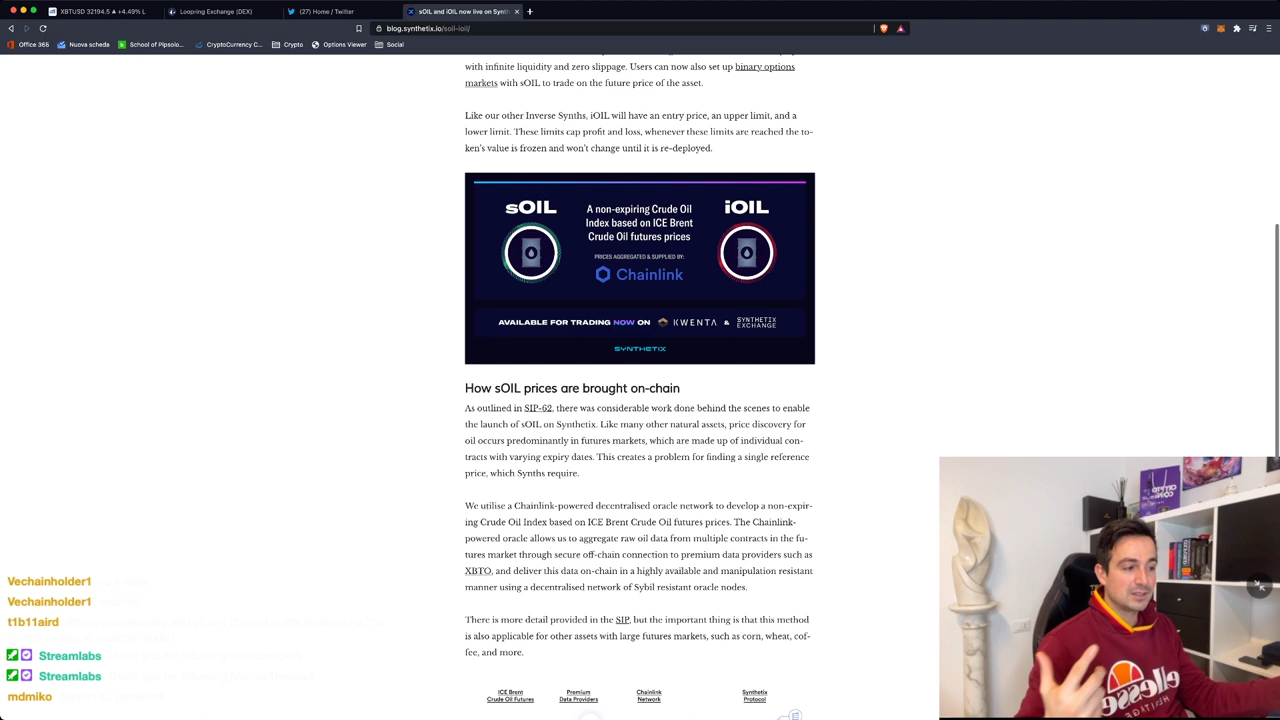 XBTUSD 32194.5 ▲ +4.49% L
Loopring Exchange (DEX)
(27) Home / Twitter
sOIL and iOIL now live on Synth
blog.synthetix.io/soil-ioil/
Office 365
Nuova scheda
School of Pipsolo...
CryptoCurrency C...
Crypto
Options Viewer
Social
with infinite liquidity and zero slippage. Users can now also set up binary options
markets with sOIL to trade on the future price of the asset.
Like our other Inverse Synths, iOIL will have an entry price, an upper limit, and a
lower limit. These limits cap profit and loss, whenever these limits are reached the to-
ken's value is frozen and won't change until it is re-deployed.
sOIL
A non-expiring Crude Oil
Index based on ICE Brent
Crude Oil futures prices
iOIL
PRICES AGGREGATED & SUPPLIED BY:
Chainlink
AVAILABLE FOR TRADING NOW ON KWENTA & SYNTHETIX EXCHANGE
SYNTHETIX
How sOIL prices are brought on-chain
As outlined in SIP-62, there was considerable work done behind the scenes to enable
the launch of sOIL on Synthetix. Like many other natural assets, price discovery for
oil occurs predominantly in futures markets, which are made up of individual con-
tracts with varying expiry dates. This creates a problem for finding a single reference
price, which Synths require.
We utilise a Chainlink-powered decentralised oracle network to develop a non-expir-
ing Crude Oil Index based on ICE Brent Crude Oil futures prices. The Chainlink-
powered oracle allows us to aggregate raw oil data from multiple contracts in the fu-
tures market through secure off-chain connection to premium data providers such as
XBTO, and deliver this data on-chain in a highly available and manipulation resistant
manner using a decentralised network of Sybil resistant oracle nodes.
There is more detail provided in the SIP, but the important thing is that this method
is also applicable for other assets with large futures markets, such as corn, wheat, cof-
fee, and more.
ICE Brent
Crude Oil Futures
Premium
Data Providers
Chainlink
Network
Synthetix
Protocol
Vechainholder1
Vechainholder1
t1b11aird
Streamlabs
Streamlabs
mdmiko
ellesse
HERITAGE